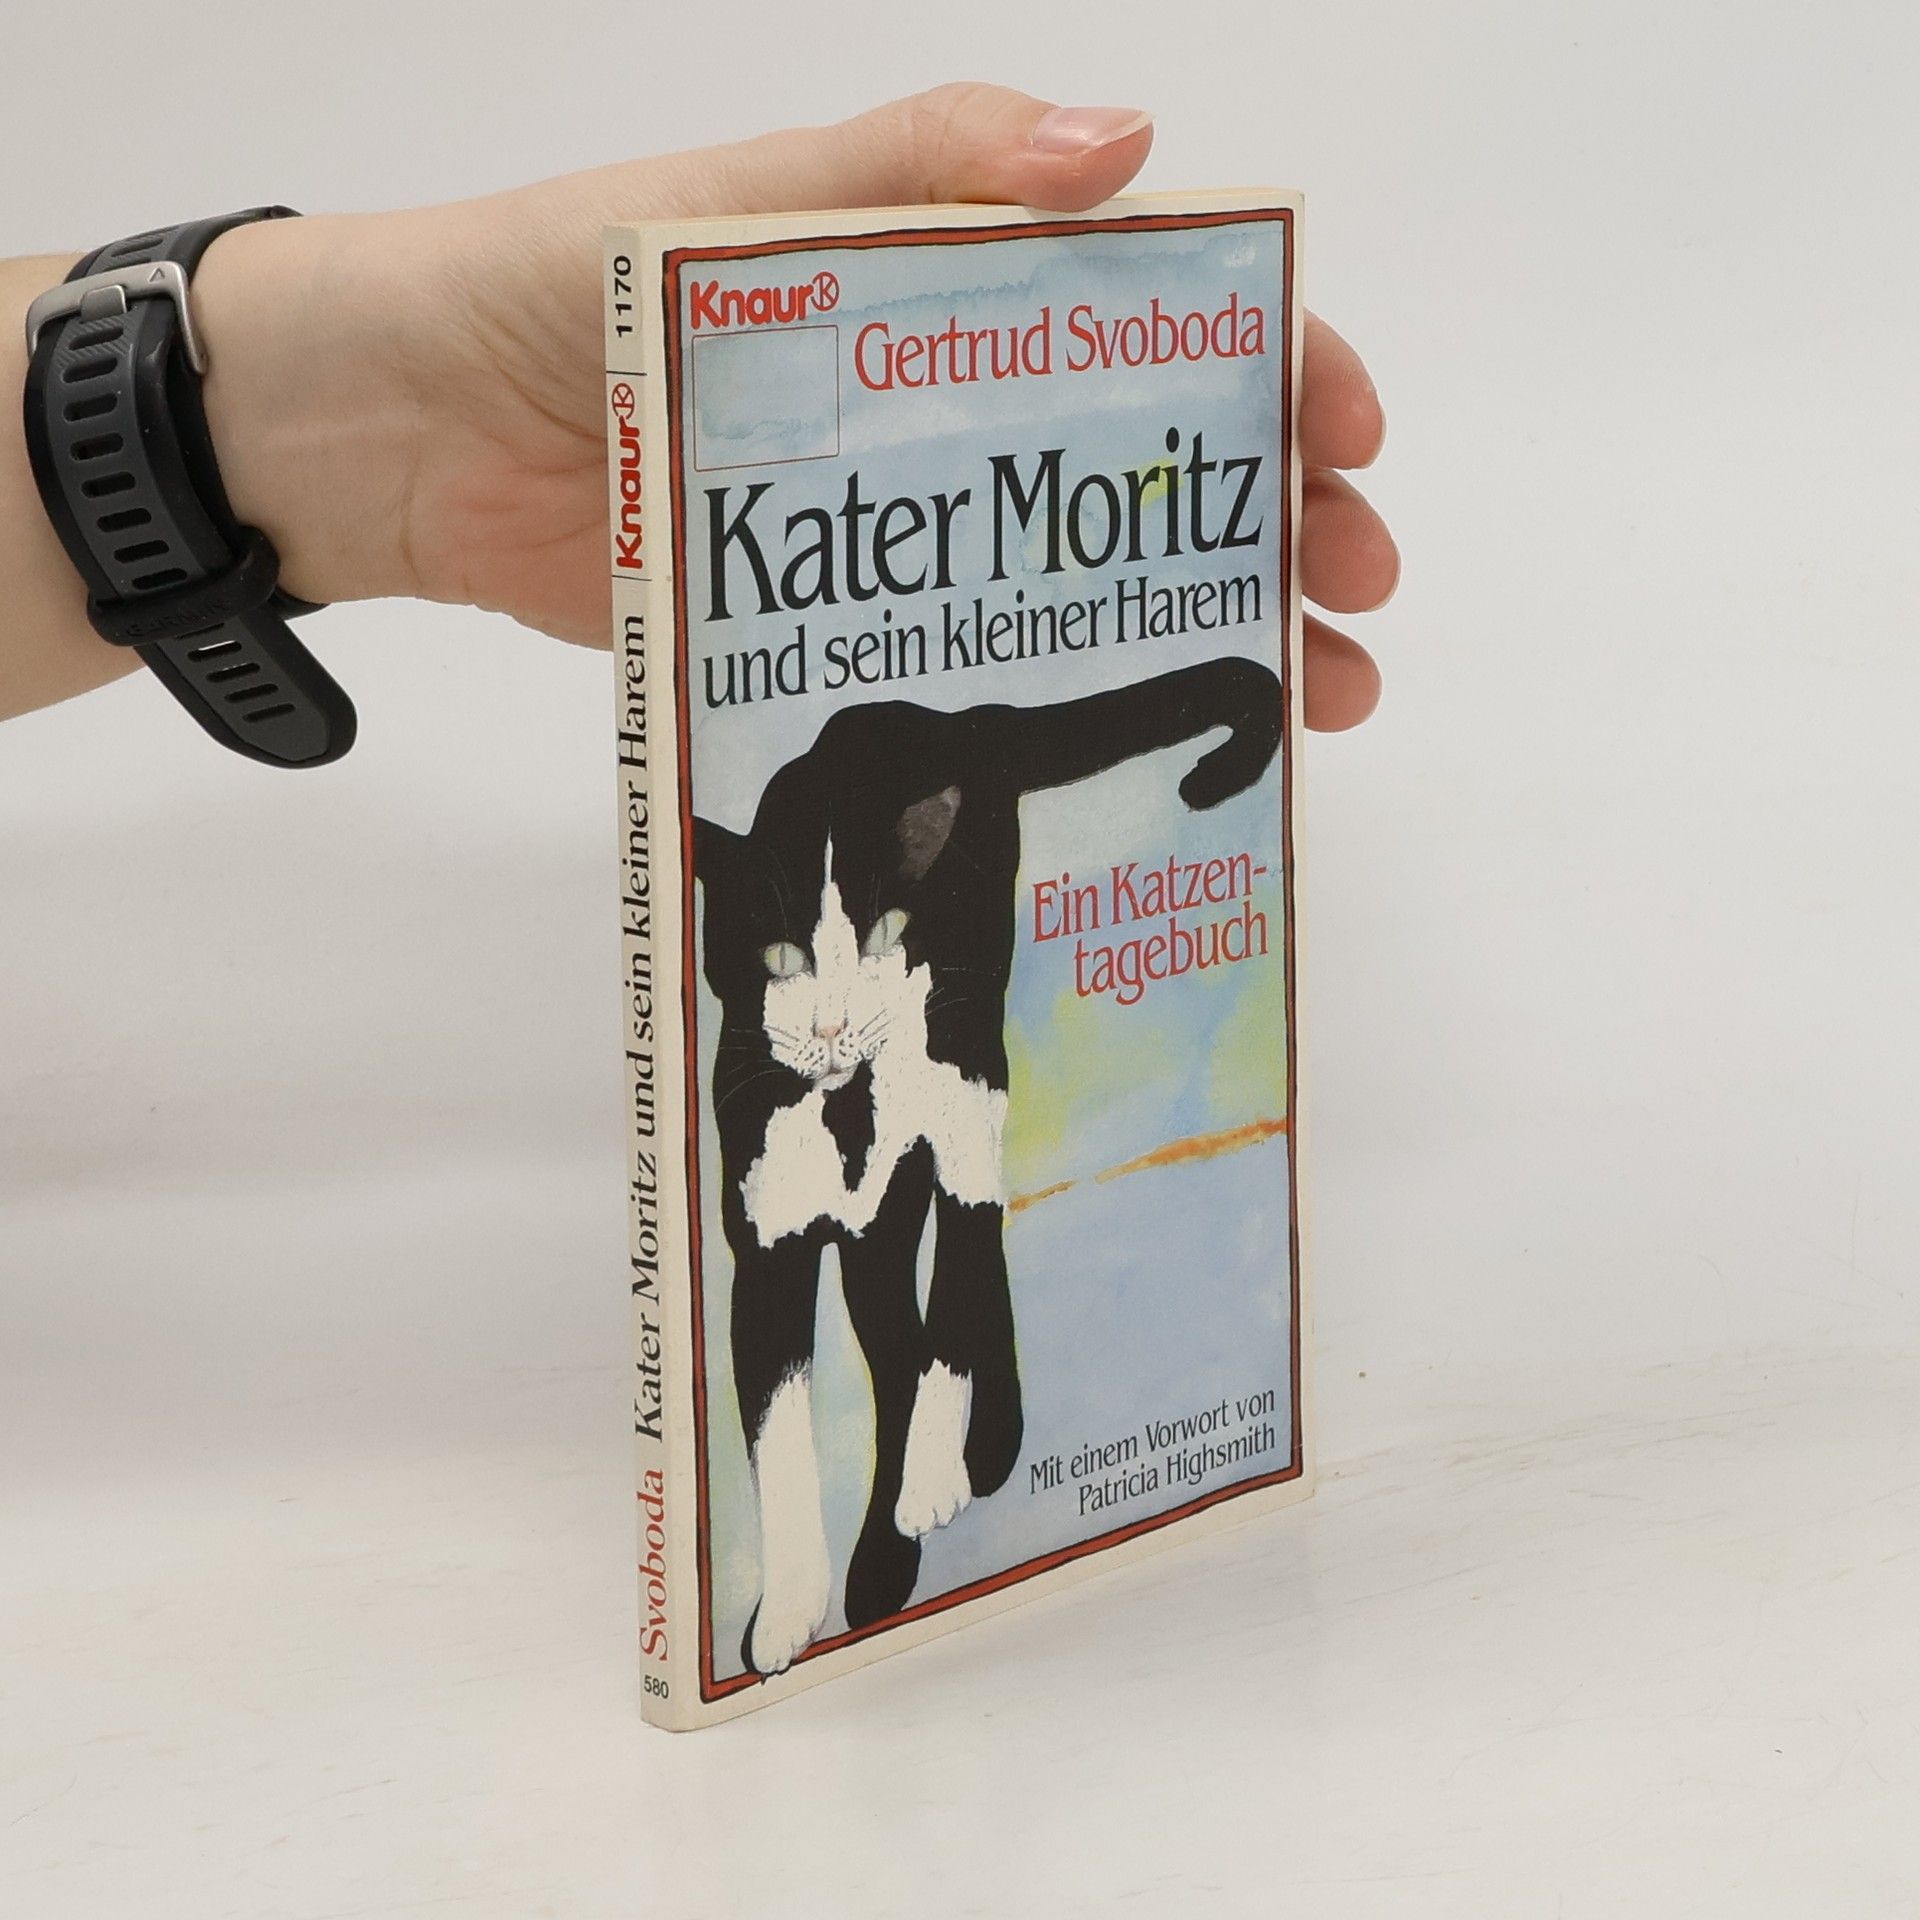 Knaur
Gertrud Svoboda
Kater Moritz
und sein kleiner Harem
Ein Katzen-
tagebuch
Mit einem Vorwort von
Patricia Highsmith
1170
Knaur
Svoboda Kater Moritz und sein kleiner Harem
580
GARMIN